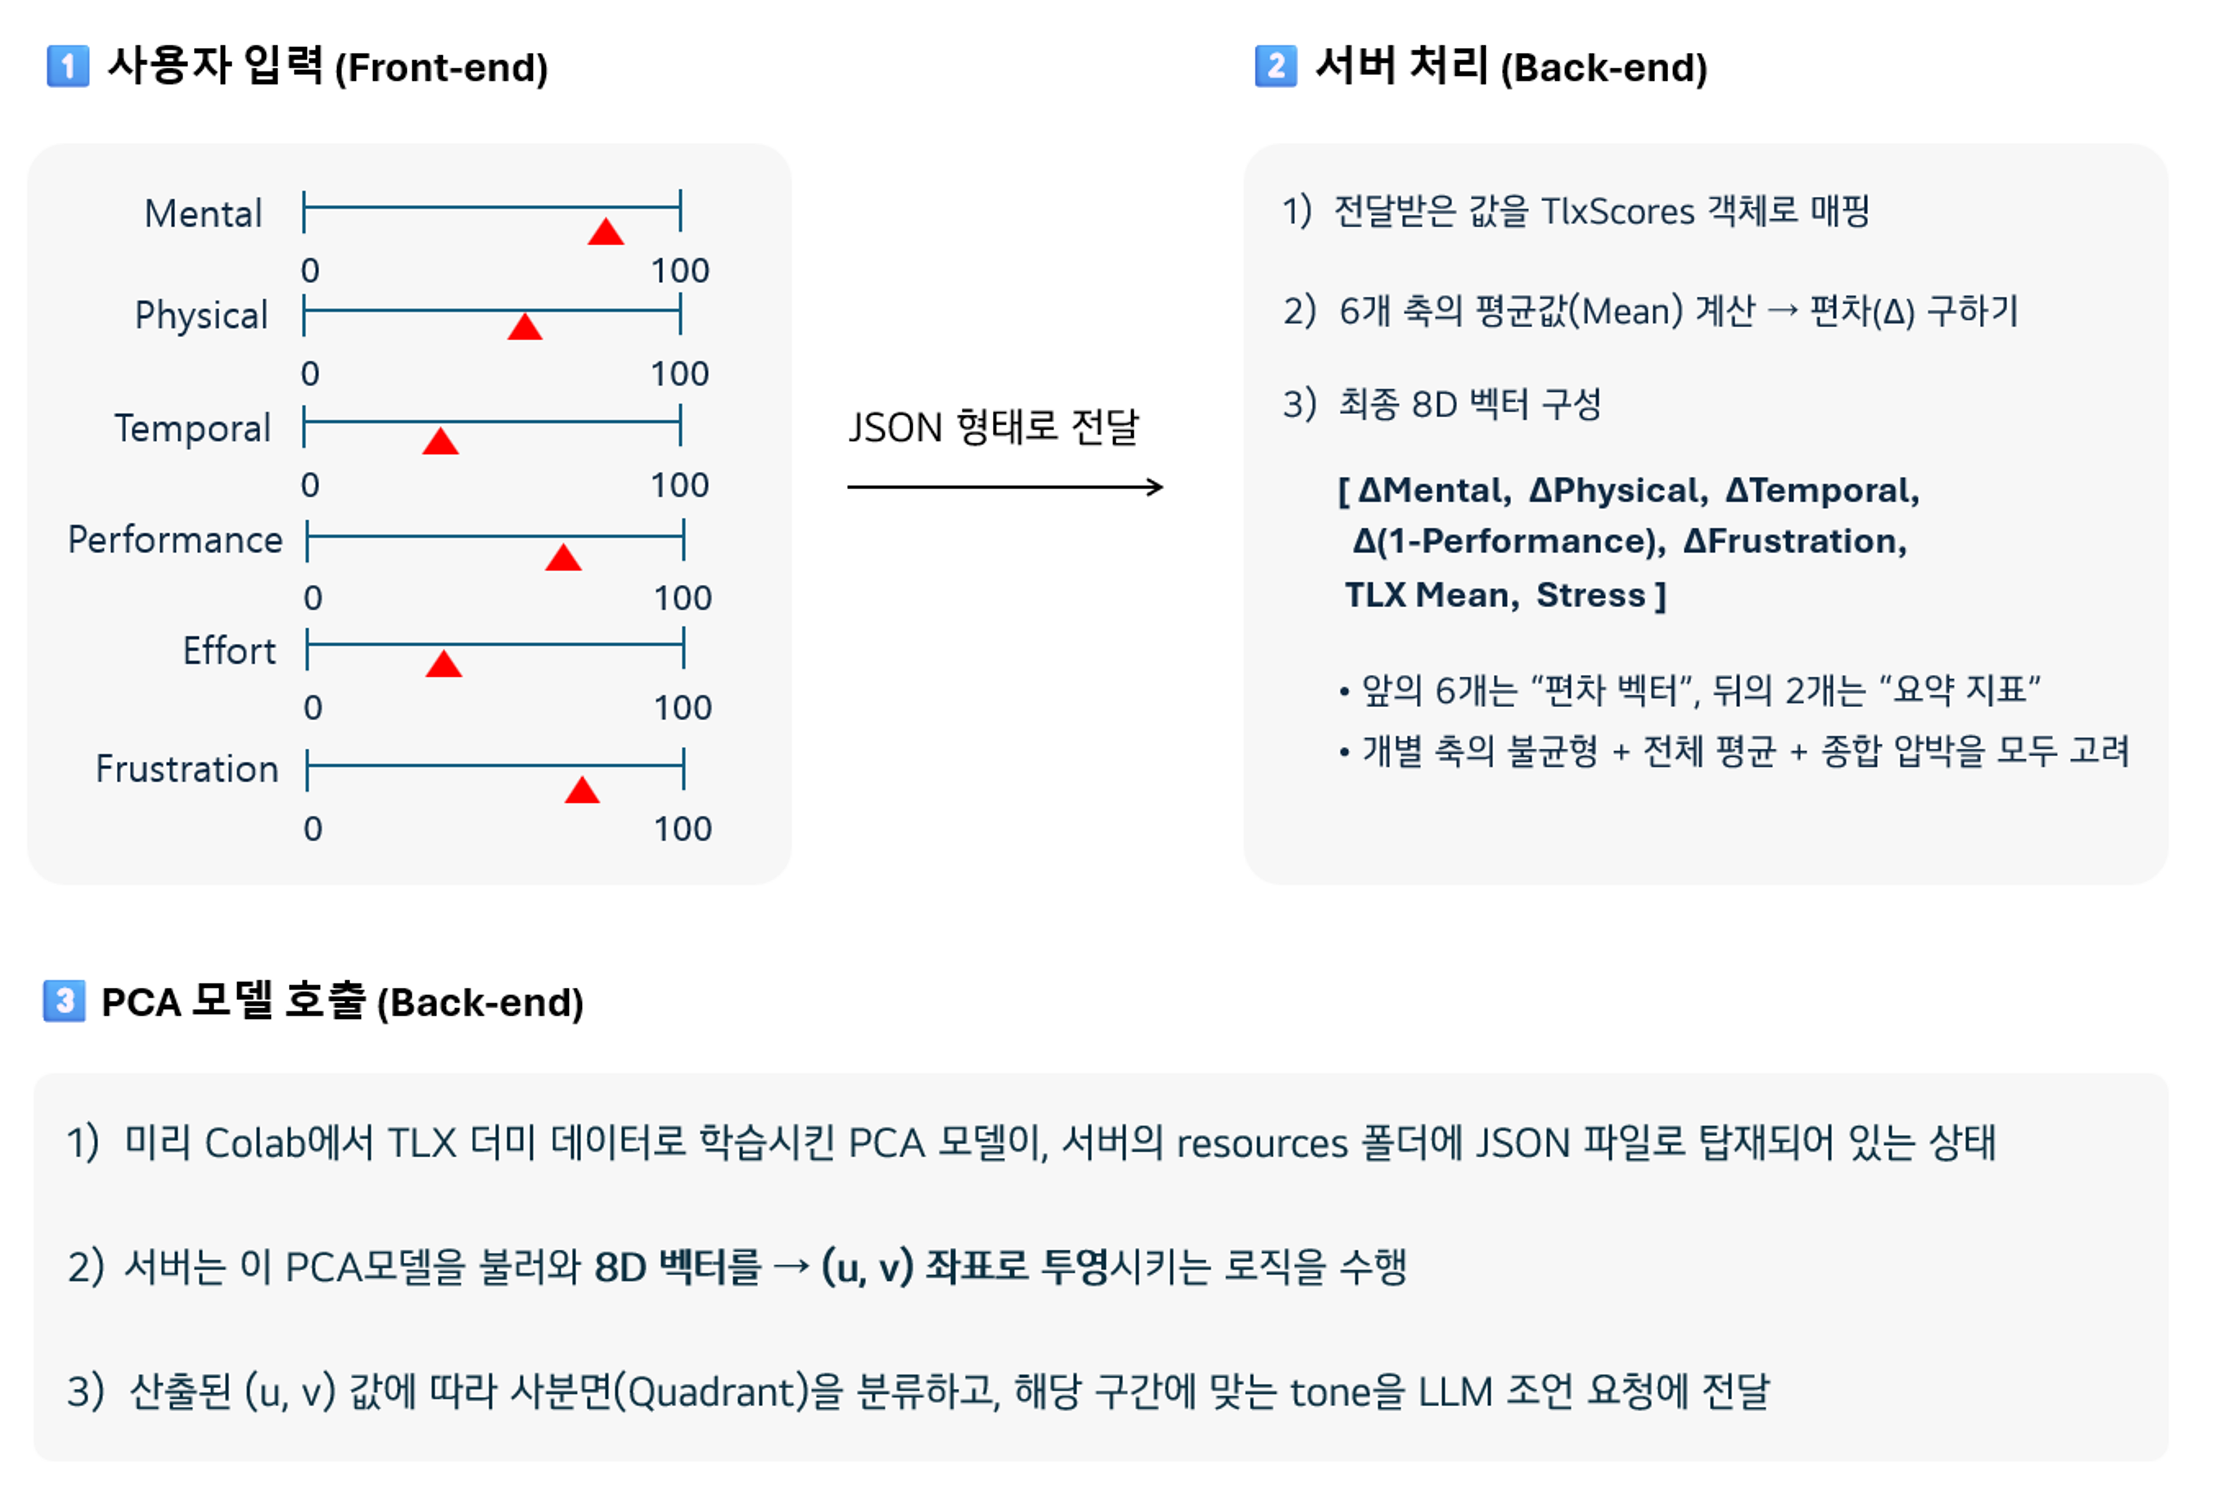 1 사용자 입력 (Front-end)
Mental
0 100
Physical
0 100
Temporal
0 100
Performance
0 100
Effort
0 100
Frustration
0 100
JSON 형태로 전달
2 서버 처리 (Back-end)
1) 전달받은 값을 TlxScores 객체로 매핑
2) 6개 축의 평균값(Mean) 계산 → 편차(Δ) 구하기
3) 최종 8D 벡터 구성
[ ΔMental, ΔPhysical, ΔTemporal,
Δ(1-Performance), ΔFrustration,
TLX Mean, Stress ]
• 앞의 6개는 “편차 벡터”, 뒤의 2개는 “요약 지표”
• 개별 축의 불균형 + 전체 평균 + 종합 압박을 모두 고려
3 PCA 모델 호출 (Back-end)
1) 미리 Colab에서 TLX 더미 데이터로 학습시킨 PCA 모델이, 서버의 resources 폴더에 JSON 파일로 탑재되어 있는 상태
2) 서버는 이 PCA모델을 불러와 8D 벡터를 → (u, v) 좌표로 투영시키는 로직을 수행
3) 산출된 (u, v) 값에 따라 사분면(Quadrant)을 분류하고, 해당 구간에 맞는 tone을 LLM 조언 요청에 전달